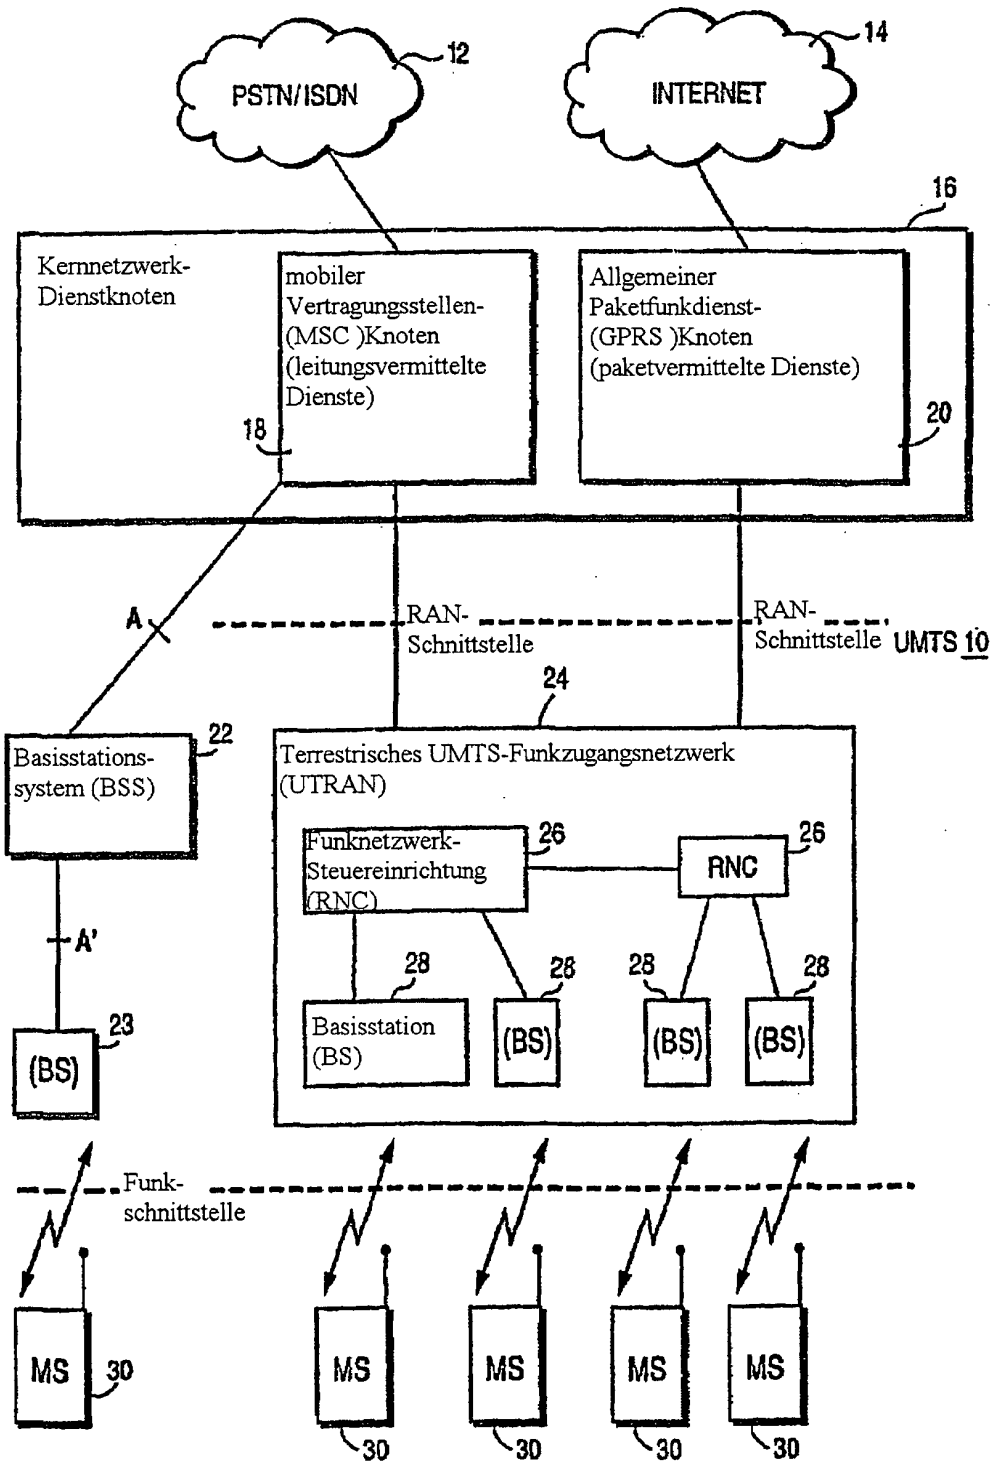 12
14
PSTN/ISDN
INTERNET
16
Kernnetzwerk-
Dienstknoten
mobiler
Vertragungsstellen-
(MSC )Knoten
(leitungsvermittelte
Dienste)
18
Allgemeiner
Paketfunkdienst-
(GPRS )Knoten
(paketvermittelte Dienste)
20
A
RAN-
Schnittstelle
RAN-
Schnittstelle
UMTS 10
22
Basisstations-
system (BSS)
24
Terrestrisches UMTS-Funkzugangsnetzwerk
(UTRAN)
Funknetzwerk-
Steuereinrichtung
(RNC)
26
RNC
26
A'
28
28
28
28
23
(BS)
Basisstation
(BS)
(BS)
(BS)
(BS)
Funk-
schnittstelle
MS
30
MS
30
MS
30
MS
30
MS
30